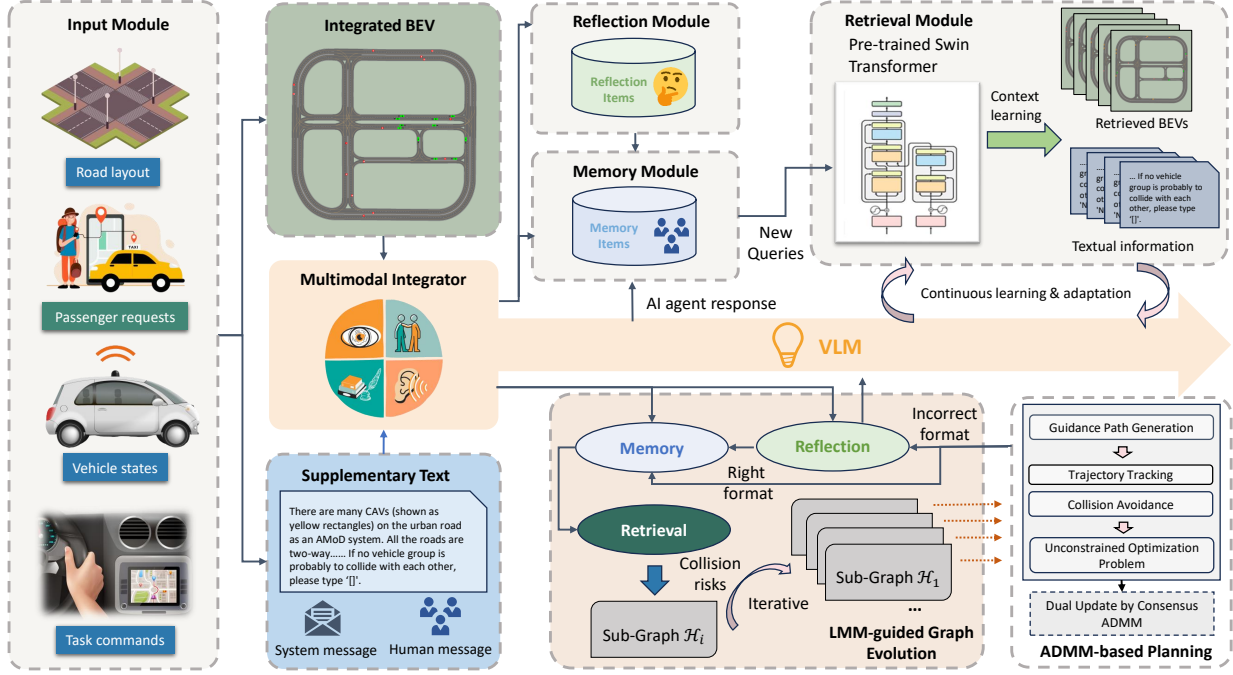 Input Module
Road layout
TAXI
Passenger requests
Vehicle states
Task commands
Integrated BEV
Multimodal Integrator
Supplementary Text
There are many CAVs (shown as
yellow rectangles) on the urban road
as an AMoD system. All the roads are
two-way...... If no vehicle group is
probably to collide with each other,
please type '[]'.
System message
Human message
Reflection Module
Reflection
Items
Memory Module
Memory
Items
AI agent response
New
Queries
Retrieval Module
Pre-trained Swin
Transformer
Context
learning
Retrieved BEVs
... If no vehicle
group is probably to
collide with each
other, please type
'[]'.
Textual information
Continuous learning & adaptation
VLM
Memory
Reflection
Incorrect
format
Right
format
Retrieval
Collision
risks
Sub-Graph ℋᵢ
Iterative
Sub-Graph ℋ₁
...
LMM-guided Graph
Evolution
Guidance Path Generation
Trajectory Tracking
Collision Avoidance
Unconstrained Optimization
Problem
Dual Update by Consensus
ADMM
ADMM-based Planning